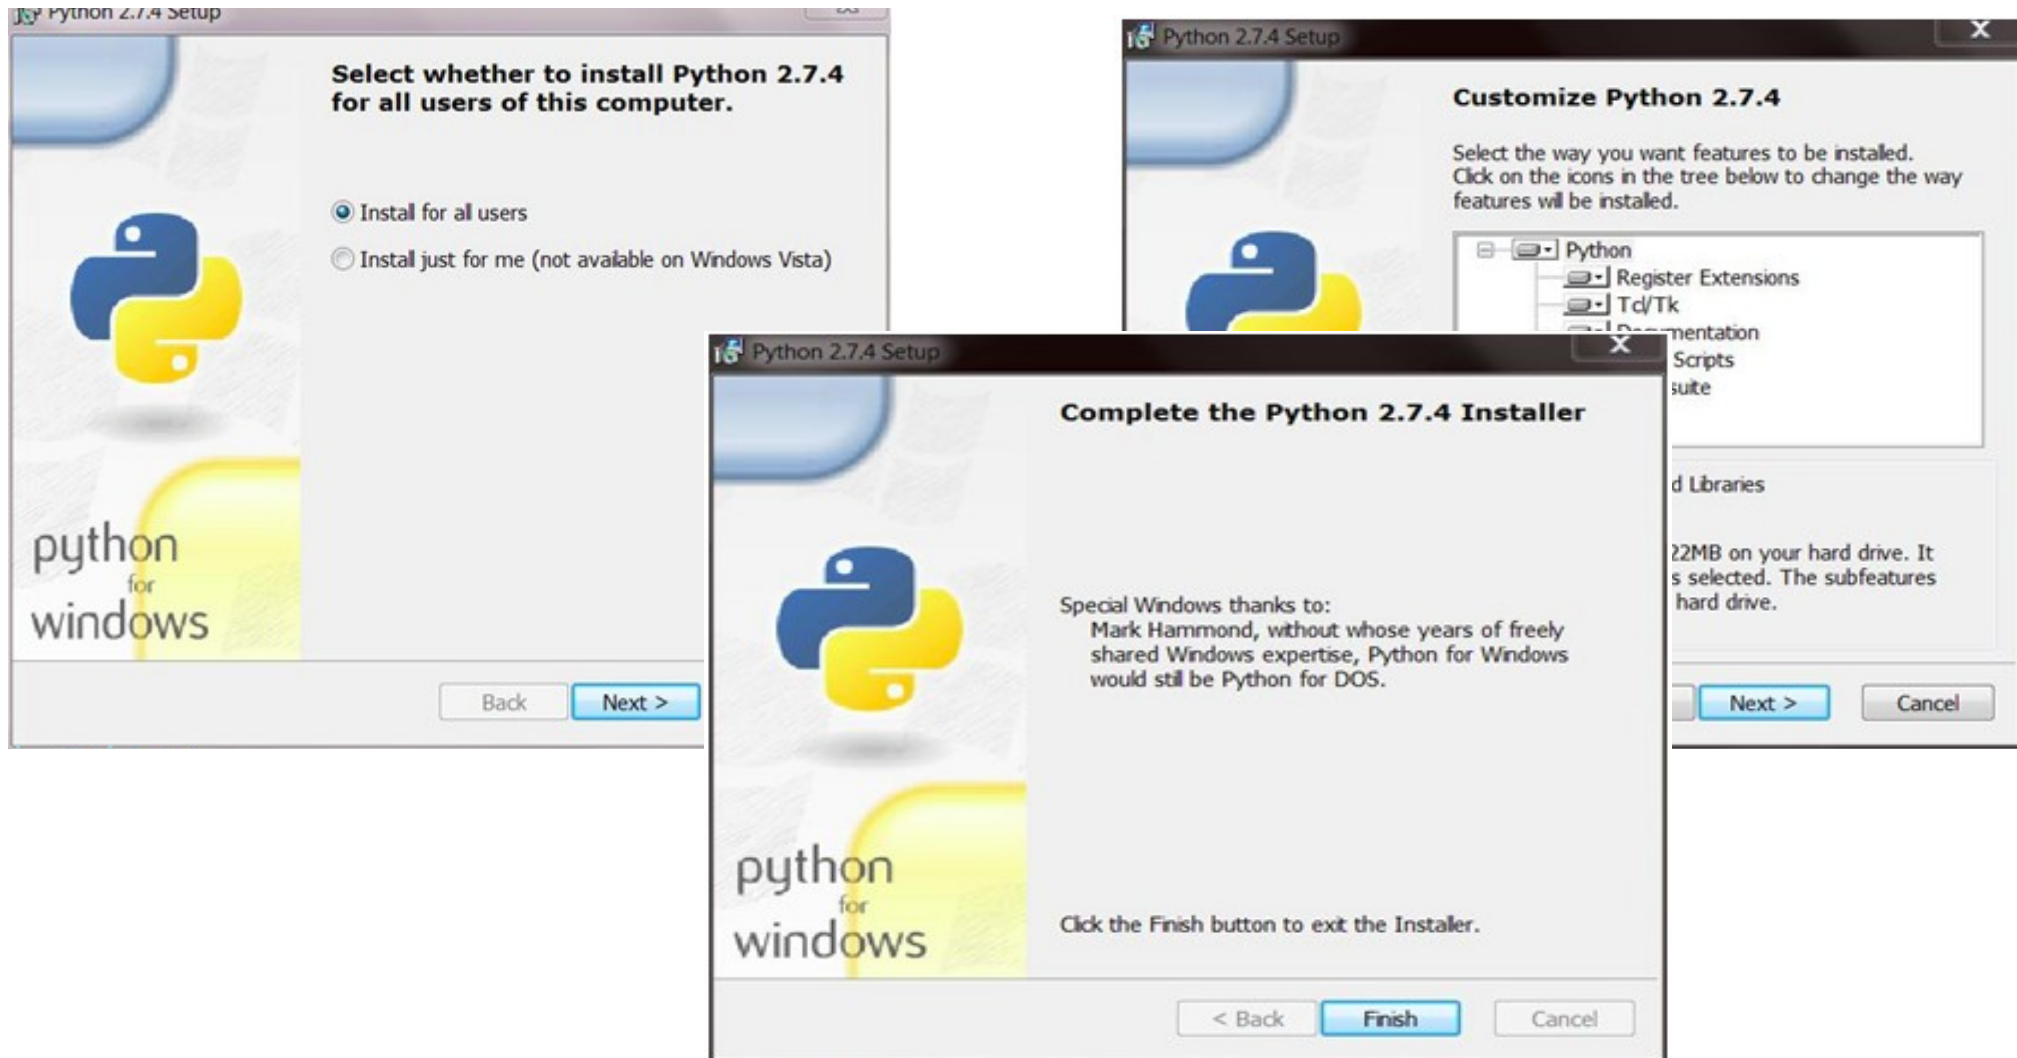 Python 2.7.4 Setup
Select whether to install Python 2.7.4
for all users of this computer.
Install for all users
Install just for me (not available on Windows Vista)
python
for
windows
Back
Next >
Python 2.7.4 Setup
X
Customize Python 2.7.4
Select the way you want features to be installed.
Click on the icons in the tree below to change the way
features will be installed.
Python
Register Extensions
Tcl/Tk
mentation
Scripts
suite
d Libraries
22MB on your hard drive. It
s selected. The subfeatures
hard drive.
Next >
Cancel
Python 2.7.4 Setup
X
Complete the Python 2.7.4 Installer
Special Windows thanks to:
Mark Hammond, without whose years of freely
shared Windows expertise, Python for Windows
would still be Python for DOS.
Click the Finish button to exit the Installer.
python
for
windows
< Back
Finish
Cancel